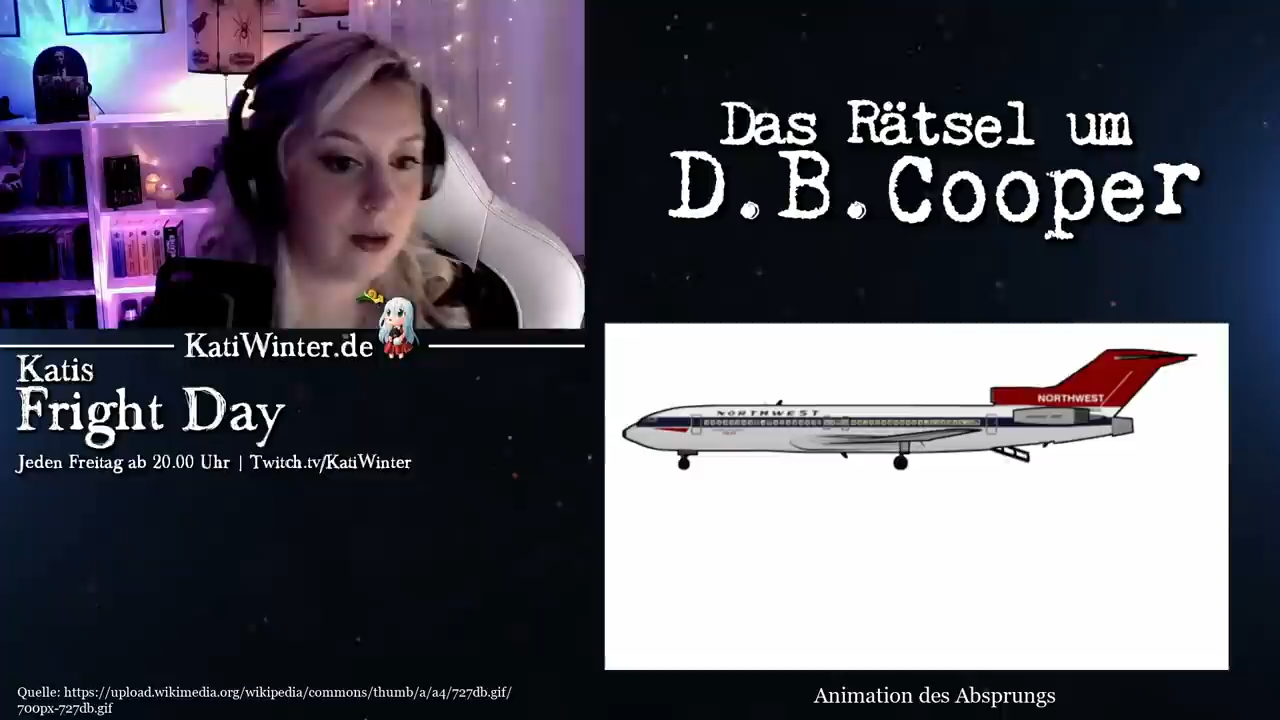 KatiWinter.de
Katis
Fright Day
Jeden Freitag ab 20.00 Uhr | Twitch.tv/KatiWinter
Das Rätsel um
D.B.Cooper
NORTHWEST
NORTHWEST
Animation des Absprungs
Quelle: https://upload.wikimedia.org/wikipedia/commons/thumb/a/a4/727db.gif/
700px-727db.gif